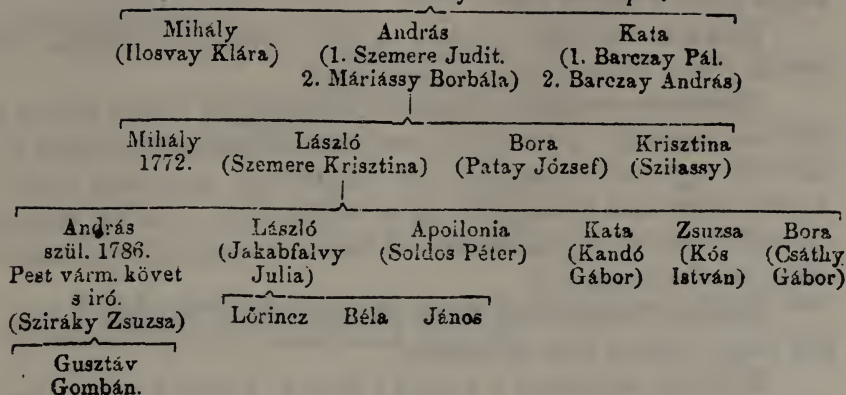 Mihály András Kata
(Ilosvay Klára) (1. Szemere Judit. (1. Barczay Pál.
2. Máriássy Borbála) 2. Barczay András)
Mihály László Bora Krisztina
1772. (Szemere Krisztina) (Patay József) (Szilassy)
András László Apollonia Kata Zsuzsa Bora
szül. 1786. (Jakabfalvy (Soldos Péter) (Kandó (Kós (Csáthy
Pest várm. követ Julia) Gábor) István) Gábor)
s iró.
(Sziráky Zsuzsa) Lőrincz Béla János
Gusztáv
Gombán.